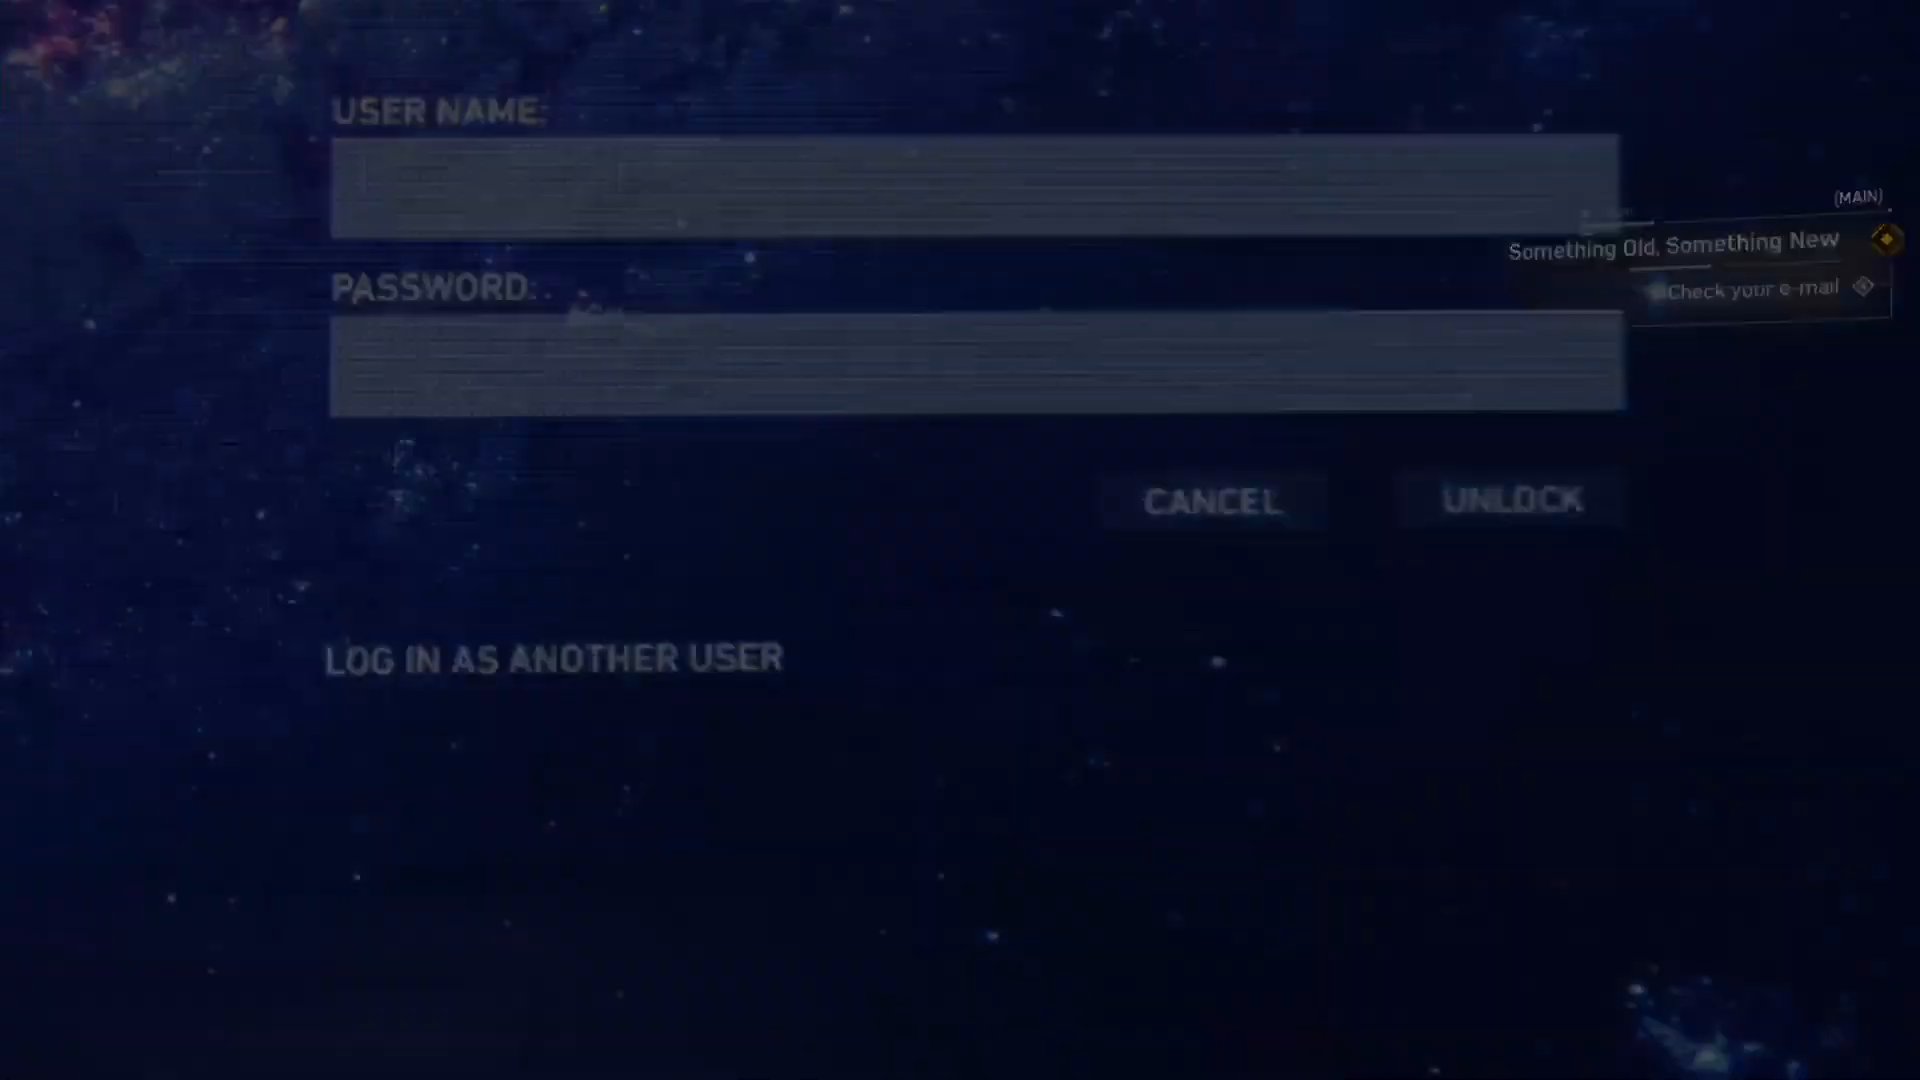 USER NAME:
(MAIN)
Something Old, Something New
PASSWORD:
Check your e-mail
CANCEL
UNLOCK
LOG IN AS ANOTHER USER